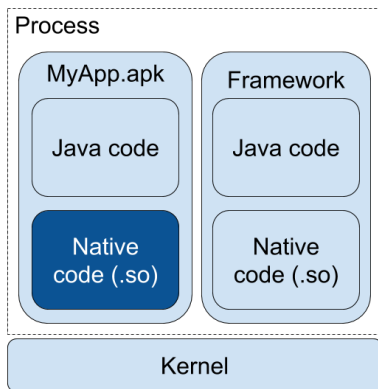 Process
MyApp.apk
Java code
Native
code (.so)
Framework
Java code
Native
code (.so)
Kernel